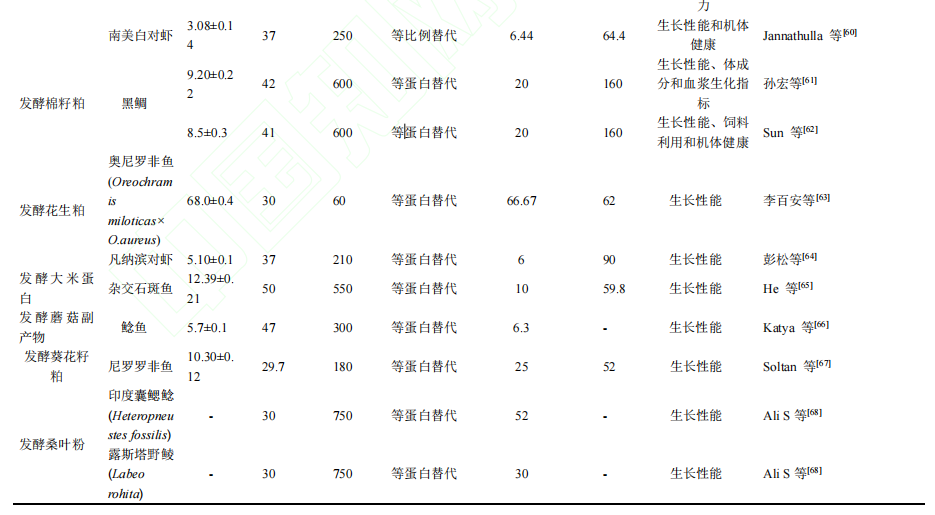 力
南美白对虾 3.08±0.14 37 250 等比例替代 6.44 64.4 生长性能和机体健康 Jannathulla 等[60]
发酵棉籽粕 黑鲷 9.20±0.22 42 600 等蛋白替代 20 160 生长性能、体成分和血浆生化指标 孙宏等[61]
8.5±0.3 41 600 等蛋白替代 20 160 生长性能、饲料利用和机体健康 Sun 等[62]
发酵花生粕 奥尼罗非鱼(Oreochramis miloticas×O.aureus) 68.0±0.4 30 60 等蛋白替代 66.67 62 生长性能 李百安等[63]
凡纳滨对虾 5.10±0.1 37 210 等蛋白替代 6 90 生长性能 彭松等[64]
发酵大米蛋白 杂交石斑鱼 12.39±0.21 50 550 等蛋白替代 10 59.8 生长性能 He 等[65]
发酵蘑菇副产物 鲶鱼 5.7±0.1 47 300 等蛋白替代 6.3 - 生长性能 Katya 等[66]
发酵葵花籽粕 尼罗罗非鱼 10.30±0.12 29.7 180 等蛋白替代 25 52 生长性能 Soltan 等[67]
发酵桑叶粉 印度囊鳃鲶(Heteropneustes fossilis) - 30 750 等蛋白替代 52 - 生长性能 Ali S 等[68]
露斯塔野鲮(Labeo rohita) - 30 750 等蛋白替代 30 - 生长性能 Ali S 等[68]